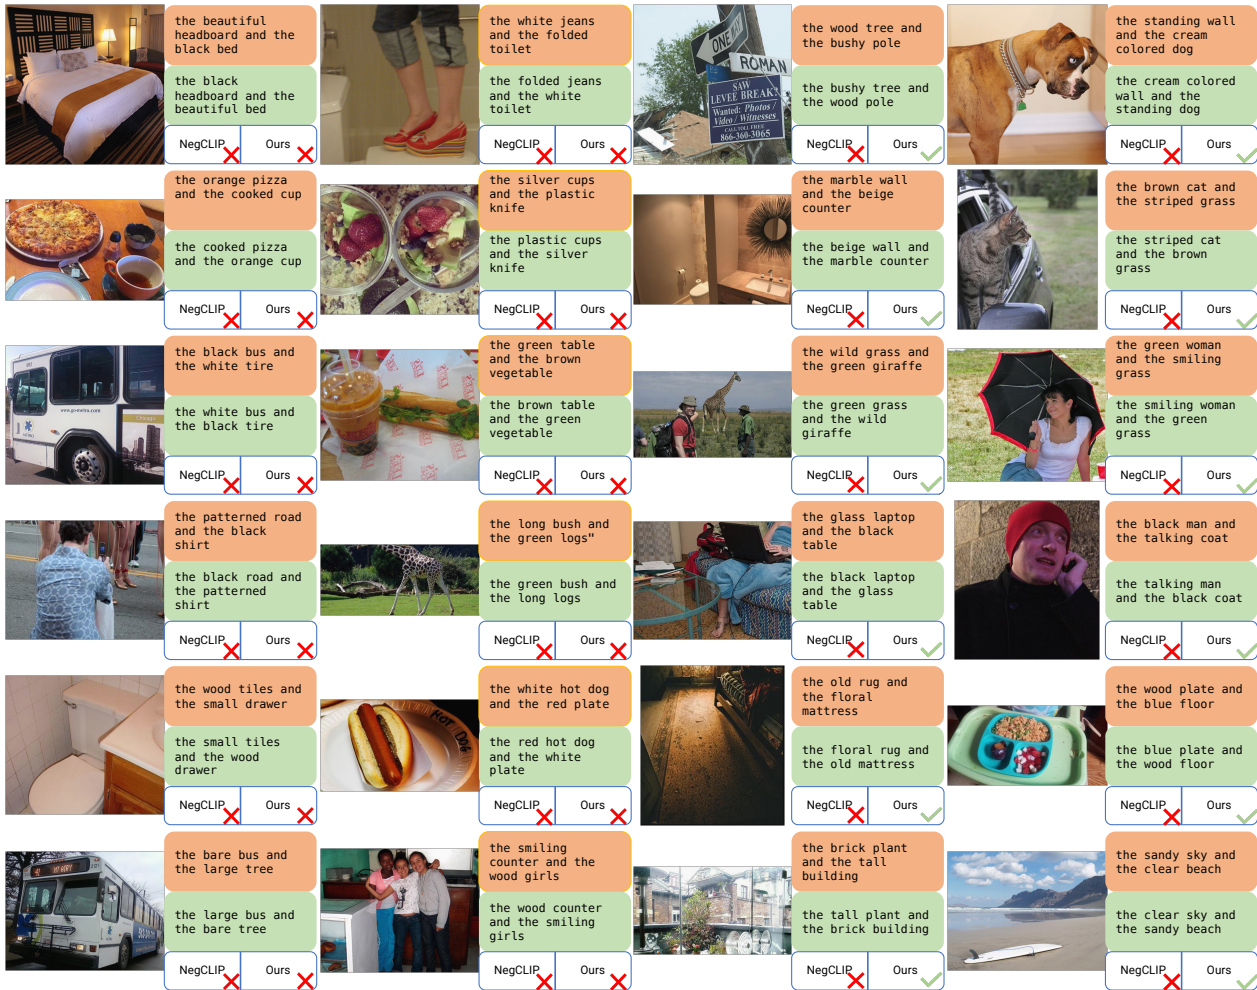 the beautiful
headboard and the
black bed
the black
headboard and the
beautiful bed
NegCLIP
Ours
the white jeans
and the folded
toilet
the folded jeans
and the white
toilet
NegCLIP
Ours
ONE WAY
ROMAN
SAW
LEVEE BREAK?
Wanted: Photos /
Video / Witnesses
CALL TOLL FREE
866-360-3065
the wood tree and
the bushy pole
the bushy tree and
the wood pole
NegCLIP
Ours
the standing wall
and the cream
colored dog
the cream colored
wall and the
standing dog
NegCLIP
Ours
the orange pizza
and the cooked cup
the cooked pizza
and the orange cup
NegCLIP
Ours
the silver cups
and the plastic
knife
the plastic cups
and the silver
knife
NegCLIP
Ours
the marble wall
and the beige
counter
the beige wall and
the marble counter
NegCLIP
Ours
the brown cat and
the striped grass
the striped cat
and the brown
grass
NegCLIP
Ours
www.go-metro.com
the black bus and
the white tire
the white bus and
the black tire
NegCLIP
Ours
the green table
and the brown
vegetable
the brown table
and the green
vegetable
NegCLIP
Ours
the wild grass and
the green giraffe
the green grass
and the wild
giraffe
NegCLIP
Ours
the green woman
and the smiling
grass
the smiling woman
and the green
grass
NegCLIP
Ours
the patterned road
and the black
shirt
the black road and
the patterned
shirt
NegCLIP
Ours
the long bush and
the green logs"
the green bush and
the long logs
NegCLIP
Ours
the glass laptop
and the black
table
the black laptop
and the glass
table
NegCLIP
Ours
the black man and
the talking coat
the talking man
and the black coat
NegCLIP
Ours
the wood tiles and
the small drawer
the small tiles
and the wood
drawer
NegCLIP
Ours
HOT DOG
the white hot dog
and the red plate
the red hot dog
and the white
plate
NegCLIP
Ours
the old rug and
the floral
mattress
the floral rug and
the old mattress
NegCLIP
Ours
the wood plate and
the blue floor
the blue plate and
the wood floor
NegCLIP
Ours
the bare bus and
the large tree
the large bus and
the bare tree
NegCLIP
Ours
the smiling
counter and the
wood girls
the wood counter
and the smiling
girls
NegCLIP
Ours
the brick plant
and the tall
building
the tall plant and
the brick building
NegCLIP
Ours
the sandy sky and
the clear beach
the clear sky and
the sandy beach
NegCLIP
Ours